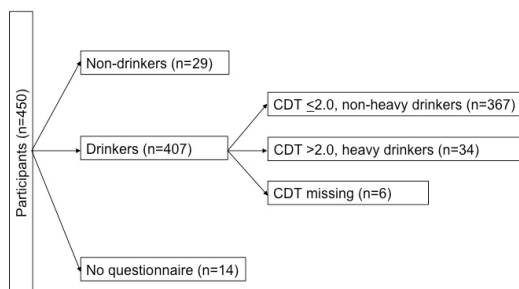 Participants (n=450)
Non-drinkers (n=29)
Drinkers (n=407)
No questionnaire (n=14)
CDT ≤2.0, non-heavy drinkers (n=367)
CDT >2.0, heavy drinkers (n=34)
CDT missing (n=6)